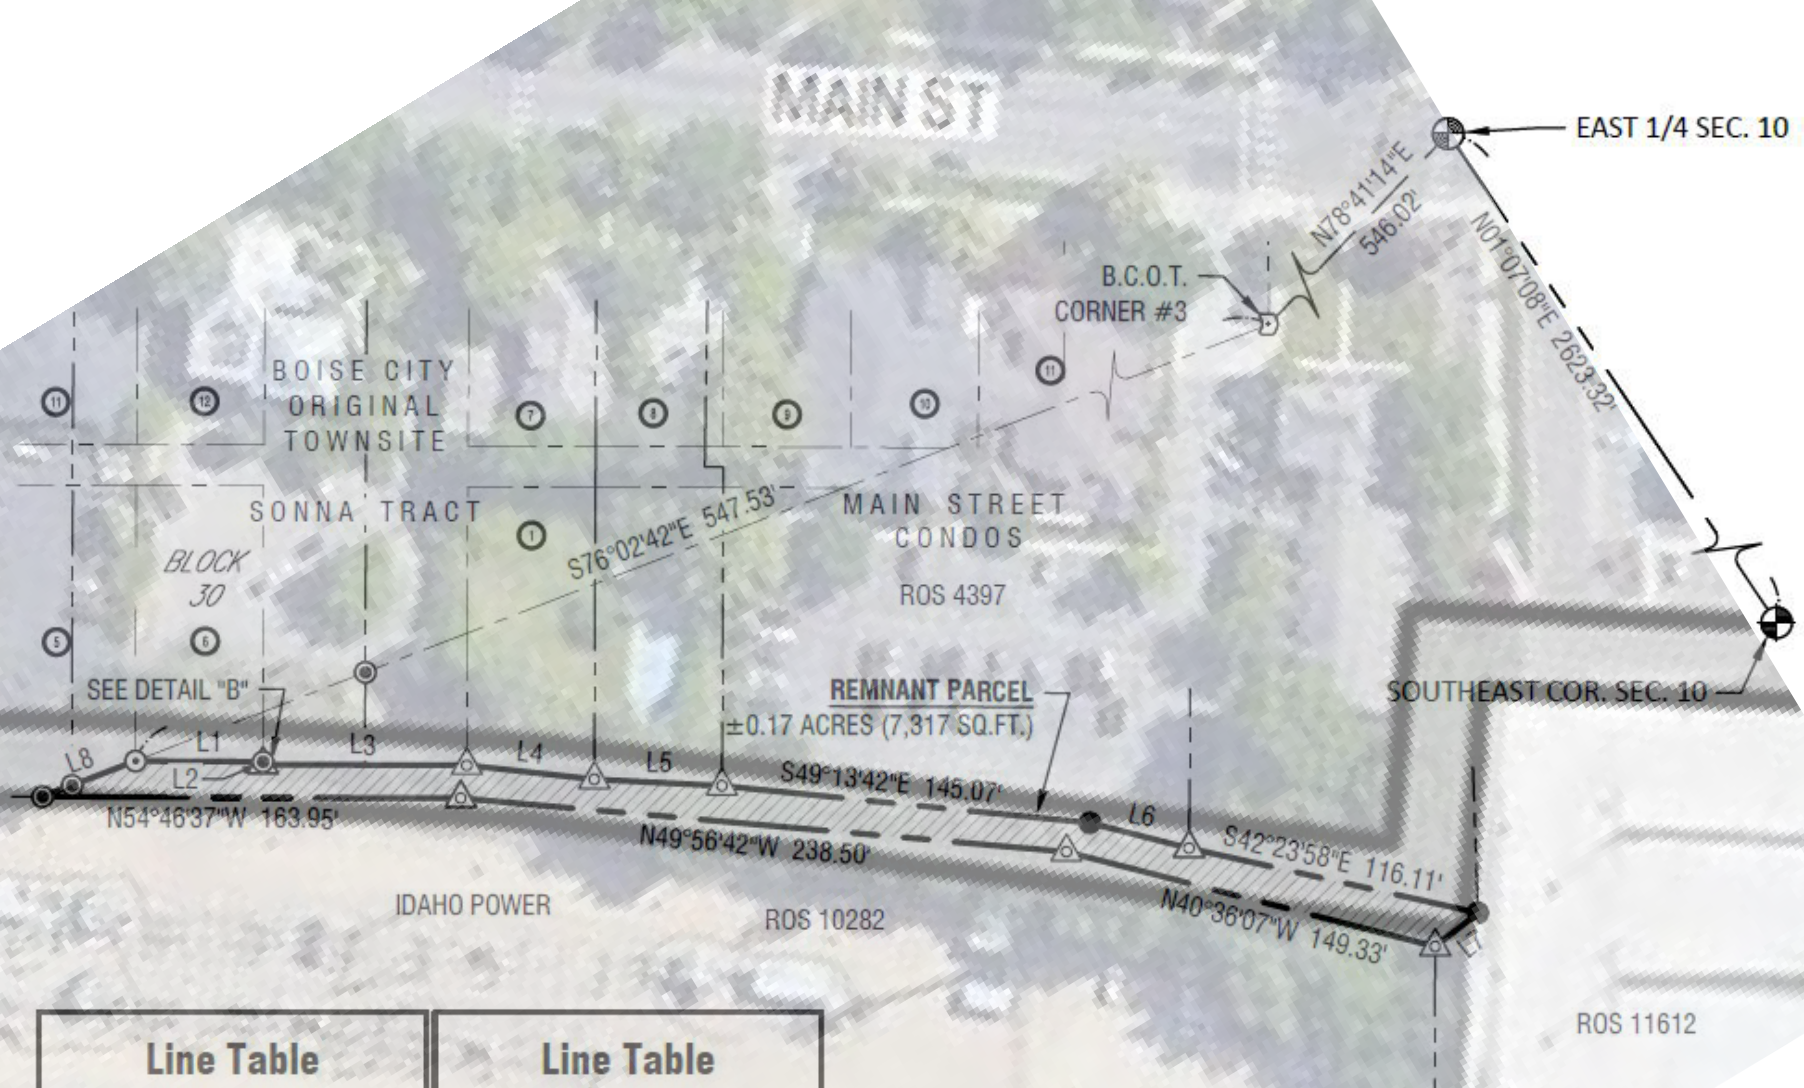 MAIN ST
EAST 1/4 SEC. 10
N78°41'14"E
546.02'
N01°07'08"E 2623.32'
B.C.O.T.
CORNER #3
BOISE CITY
ORIGINAL
TOWNSITE
11
12
7
8
9
10
11
SONNA TRACT
S76°02'42"E 547.53'
MAIN STREET
CONDOS
1
BLOCK
30
ROS 4397
5
6
SEE DETAIL "B"
REMNANT PARCEL
±0.17 ACRES (7,317 SQ.FT.)
SOUTHEAST COR. SEC. 10
L8
L1
L2
L3
L4
L5
S49°13'42"E 145.07'
L6
S42°23'58"E 116.11'
N54°46'37"W 163.95'
N49°56'42"W 238.50'
N40°36'07"W 149.33'
L7
IDAHO POWER
ROS 10282
ROS 11612
Line Table
Line Table